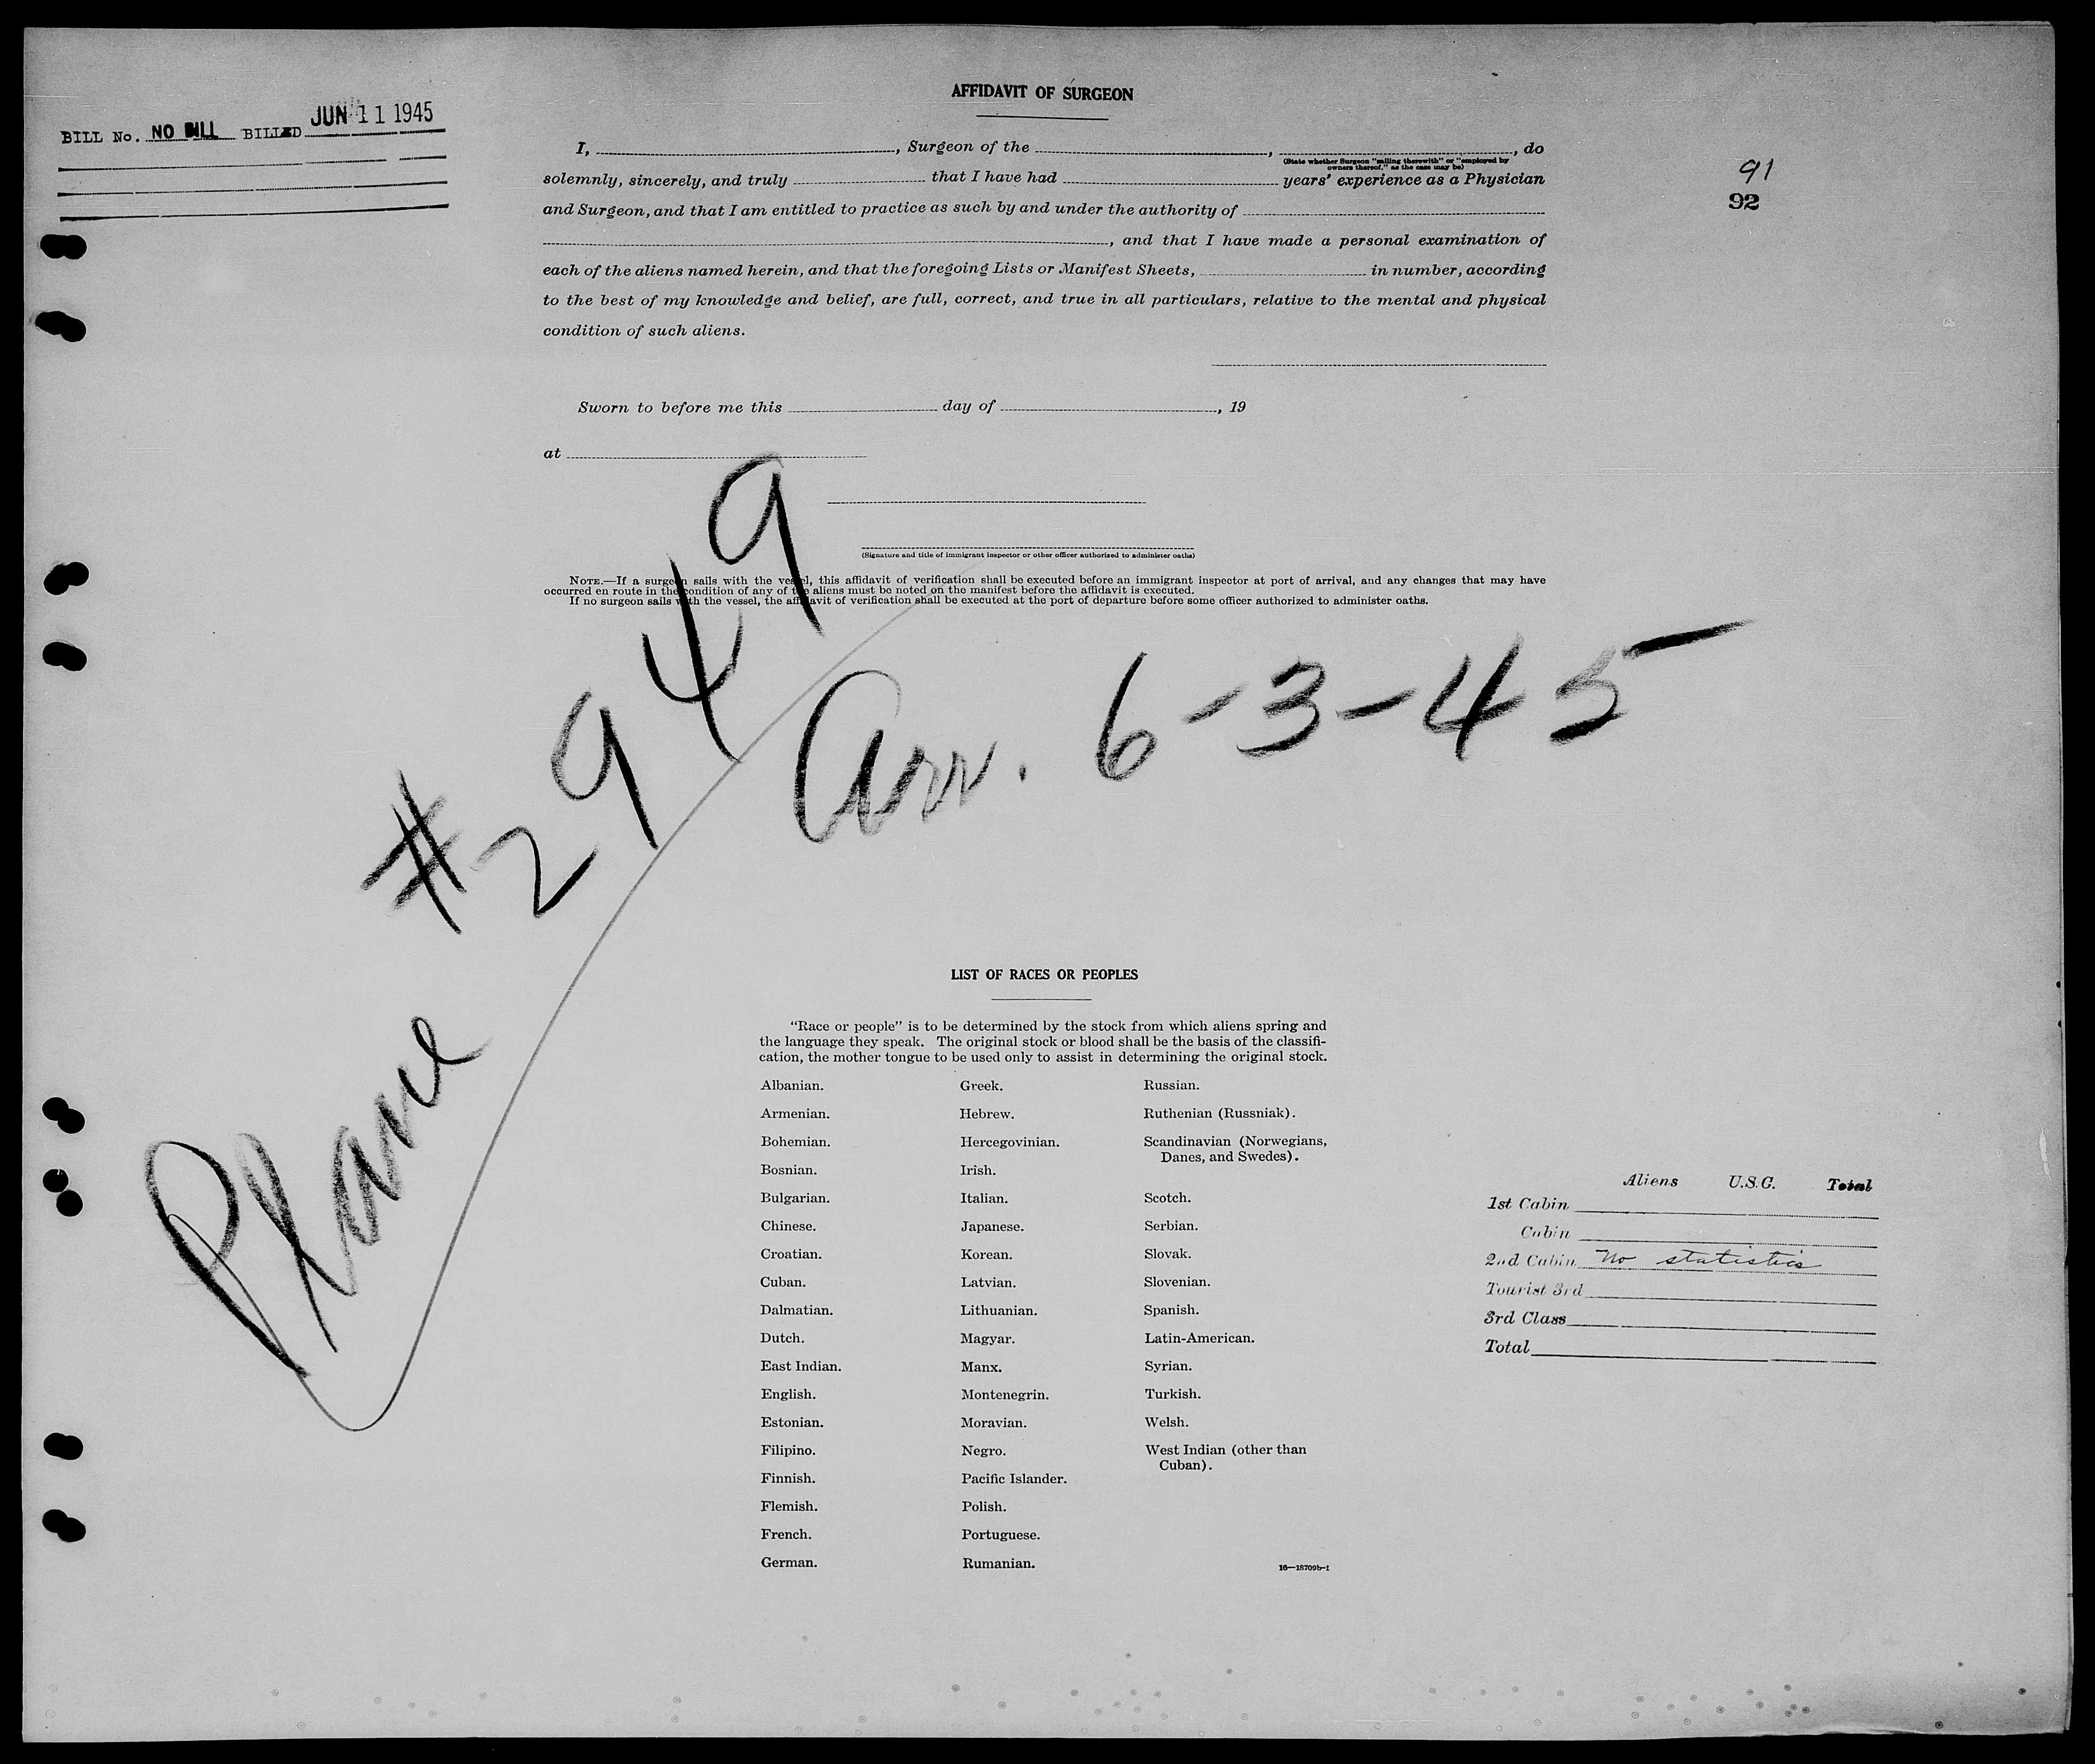 BILL No. NO BILL BILLED JUN 11 1945
AFFIDAVIT OF SURGEON
I, , Surgeon of the , , do
(State whether Surgeon "sailing therewith" or "employed by
owners thereof," as the case may be)
solemnly, sincerely, and truly that I have had years' experience as a Physician
and Surgeon, and that I am entitled to practice as such by and under the authority of
, and that I have made a personal examination of
each of the aliens named herein, and that the foregoing Lists or Manifest Sheets, in number, according
to the best of my knowledge and belief, are full, correct, and true in all particulars, relative to the mental and physical
condition of such aliens.
91
92
Sworn to before me this day of , 19
at
(Signature and title of immigrant inspector or other officer authorized to administer oaths)
NOTE.—If a surgeon sails with the vessel, this affidavit of verification shall be executed before an immigrant inspector at port of arrival, and any changes that may have
occurred en route in the condition of any of the aliens must be noted on the manifest before the affidavit is executed.
If no surgeon sails with the vessel, the affidavit of verification shall be executed at the port of departure before some officer authorized to administer oaths.
Plane #2949
Arr. 6-3-45
LIST OF RACES OR PEOPLES
"Race or people" is to be determined by the stock from which aliens spring and
the language they speak. The original stock or blood shall be the basis of the classifi-
cation, the mother tongue to be used only to assist in determining the original stock.
Albanian.
Armenian.
Bohemian.
Bosnian.
Bulgarian.
Chinese.
Croatian.
Cuban.
Dalmatian.
Dutch.
East Indian.
English.
Estonian.
Filipino.
Finnish.
Flemish.
French.
German.
Greek.
Hebrew.
Hercegovinian.
Irish.
Italian.
Japanese.
Korean.
Latvian.
Lithuanian.
Magyar.
Manx.
Montenegrin.
Moravian.
Negro.
Pacific Islander.
Polish.
Portuguese.
Rumanian.
Russian.
Ruthenian (Russniak).
Scandinavian (Norwegians,
Danes, and Swedes).
Scotch.
Serbian.
Slovak.
Slovenian.
Spanish.
Latin-American.
Syrian.
Turkish.
Welsh.
West Indian (other than
Cuban).
16—18709b-1
Aliens U.S.C. Total
1st Cabin
Cabin
2nd Cabin No statistics
Tourist 3rd
3rd Class
Total